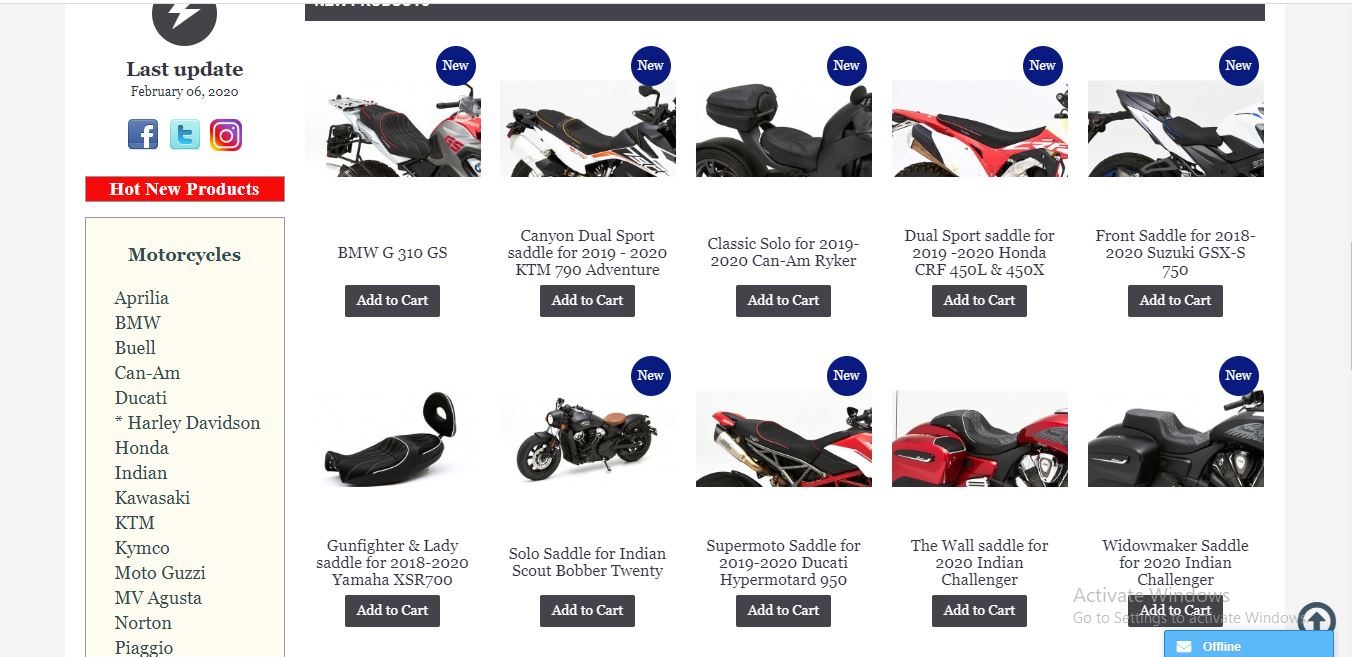 NEW PRODUCTS
Last update
February 06, 2020
Hot New Products
Motorcycles
Aprilia
BMW
Buell
Can-Am
Ducati
* Harley Davidson
Honda
Indian
Kawasaki
KTM
Kymco
Moto Guzzi
MV Agusta
Norton
Piaggio
New
New
New
New
New
BMW G 310 GS
Add to Cart
Canyon Dual Sport
saddle for 2019 - 2020
KTM 790 Adventure
Add to Cart
Classic Solo for 2019-
2020 Can-Am Ryker
Add to Cart
Dual Sport saddle for
2019 -2020 Honda
CRF 450L & 450X
Add to Cart
Front Saddle for 2018-
2020 Suzuki GSX-S
750
Add to Cart
New
New
New
Gunfighter & Lady
saddle for 2018-2020
Yamaha XSR700
Add to Cart
Solo Saddle for Indian
Scout Bobber Twenty
Add to Cart
Supermoto Saddle for
2019-2020 Ducati
Hypermotard 950
Add to Cart
The Wall saddle for
2020 Indian
Challenger
Add to Cart
Widowmaker Saddle
for 2020 Indian
Challenger
Add to Cart
Activate Windows
Go to Settings to activate Windows
Offline